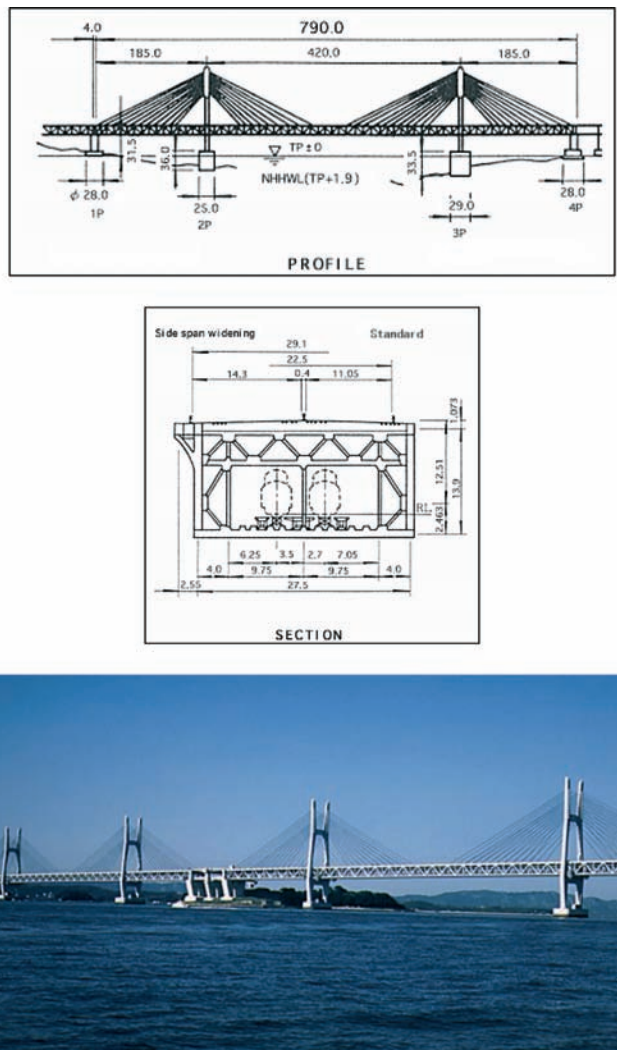 4.0 790.0
185.0 420.0 185.0
31.5 36.0 TP±0 33.5
NHHWL(TP+1.9)
φ 28.0 25.0 29.0 28.0
1P 2P 3P 4P
PROFILE
Side span widening Standard
29.1
22.5
14.3 0.4 11.05
1.073
12.51
13.9
RL
2.463
6.25 3.5 2.7 7.05
4.0 9.75 9.75 4.0
2.55 27.5
SECTION